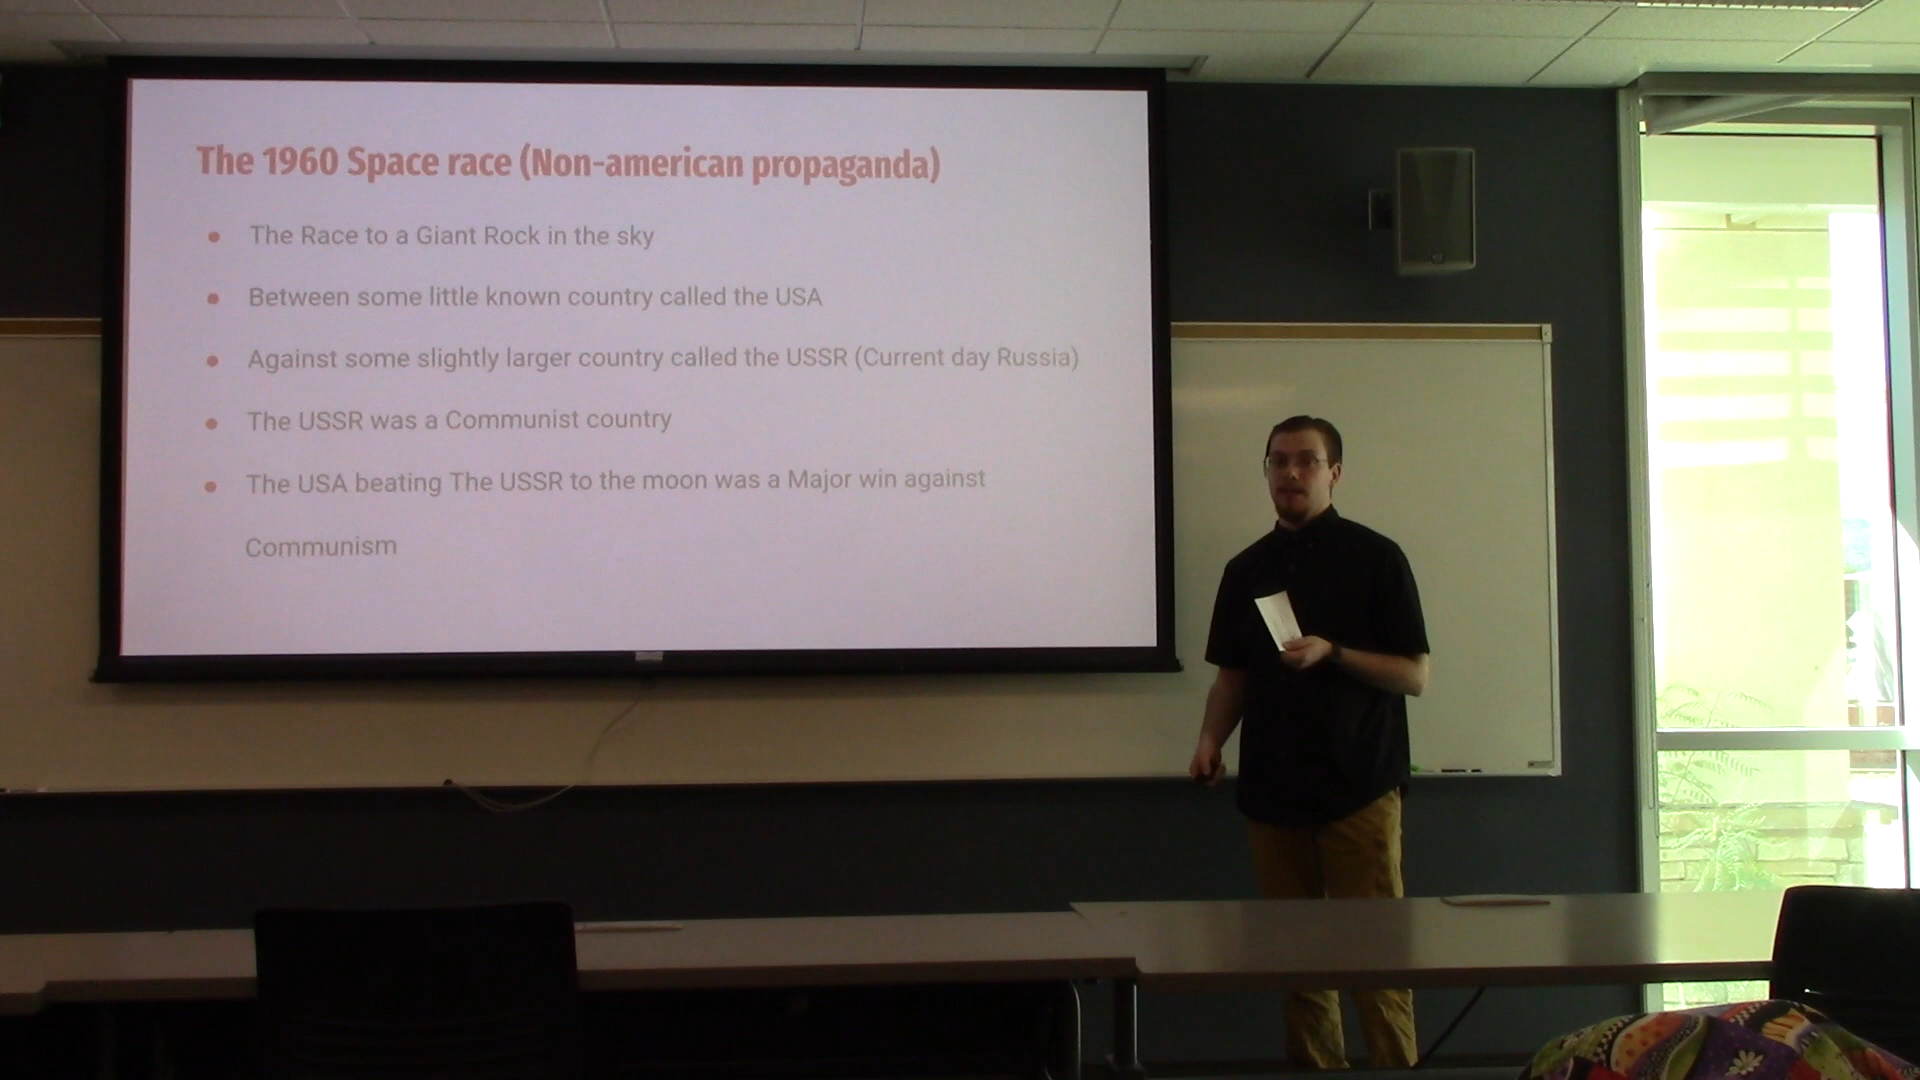 The 1960 Space race (Non-american propaganda)
The Race to a Giant Rock in the sky
Between some little known country called the USA
Against some slightly larger country called the USSR (Current day Russia)
The USSR was a Communist country
The USA beating The USSR to the moon was a Major win against
Communism